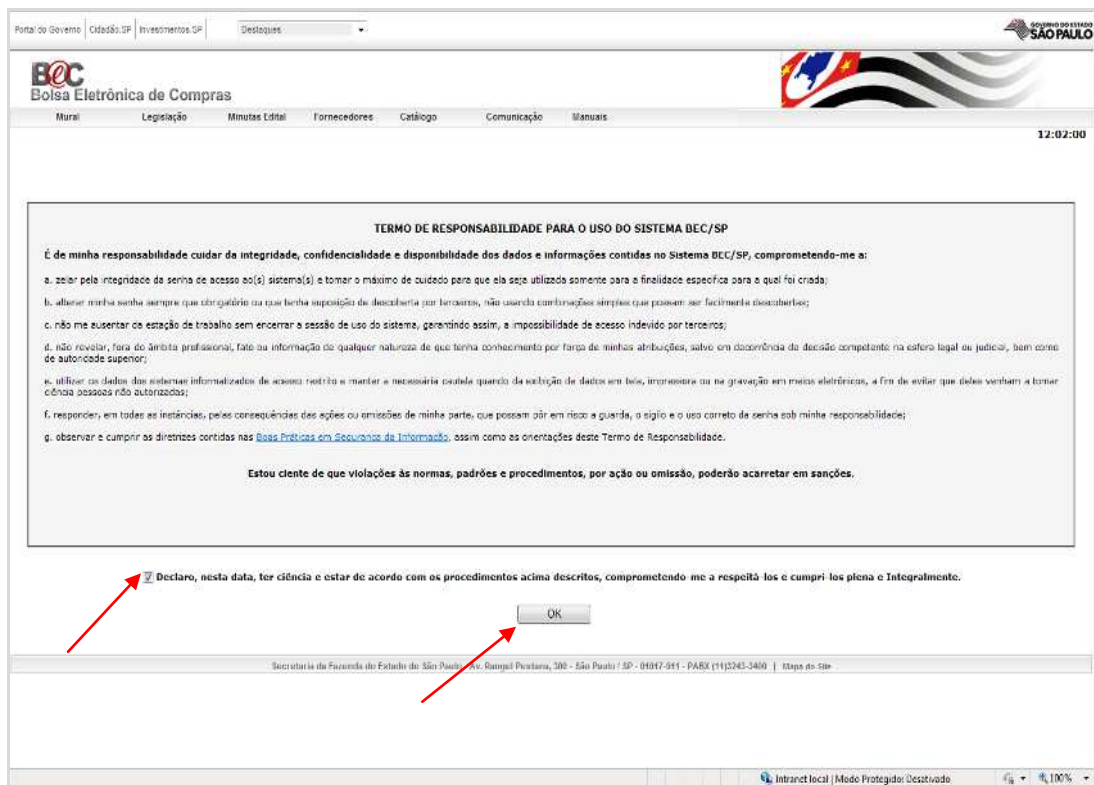 Portal do Governo Cidadão.SP Investimentos.SP Destaques
GOVERNO DO ESTADO
SÃO PAULO
BeC
Bolsa Eletrônica de Compras
Mural Legislação Minutas Edital Fornecedores Catálogo Comunicação Manuais
12:02:00
TERMO DE RESPONSABILIDADE PARA O USO DO SISTEMA BEC/SP
É de minha responsabilidade cuidar da integridade, confidencialidade e disponibilidade dos dados e informações contidas no Sistema BEC/SP, comprometendo-me a:
a. zelar pela integridade da senha de acesso ao(s) sistema(s) e tomar o máximo de cuidado para que ela seja utilizada somente para a finalidade específica para a qual foi criada;
b. alterar minha senha sempre que obrigatório ou que tenha suposição de descoberta por terceiros, não usando combinações simples que possam ser facilmente descobertas;
c. não me ausentar da estação de trabalho sem encerrar a sessão de uso do sistema, garantindo assim, a impossibilidade de acesso indevido por terceiros;
d. não revelar, fora do âmbito profissional, fato ou informação de qualquer natureza de que tenha conhecimento por força de minhas atribuições, salvo em decorrência de decisão competente na esfera legal ou judicial, bem como
de autoridade superior;
e. utilizar os dados dos sistemas informatizados de acesso restrito e manter a necessária cautela quando da exibição de dados em tela, impressora ou na gravação em meios eletrônicos, a fim de evitar que deles venham a tomar
ciência pessoas não autorizadas;
f. responder, em todas as instâncias, pelas consequências das ações ou omissões de minha parte, que possam pôr em risco a guarda, o sigilo e o uso correto da senha sob minha responsabilidade;
g. observar e cumprir as diretrizes contidas nas Boas Práticas em Segurança da Informação, assim como as orientações deste Termo de Responsabilidade.
Estou ciente de que violações às normas, padrões e procedimentos, por ação ou omissão, poderão acarretar em sanções.
Declaro, nesta data, ter ciência e estar de acordo com os procedimentos acima descritos, comprometendo-me a respeitá-los e cumpri-los plena e Integralmente.
OK
Secretaria da Fazenda do Estado de São Paulo - Av. Rangel Pestana, 300 - São Paulo / SP - 01017-911 - PABX (11)3243-3400 | Mapa do Site
Intranet local | Modo Protegido: Desativado 100%